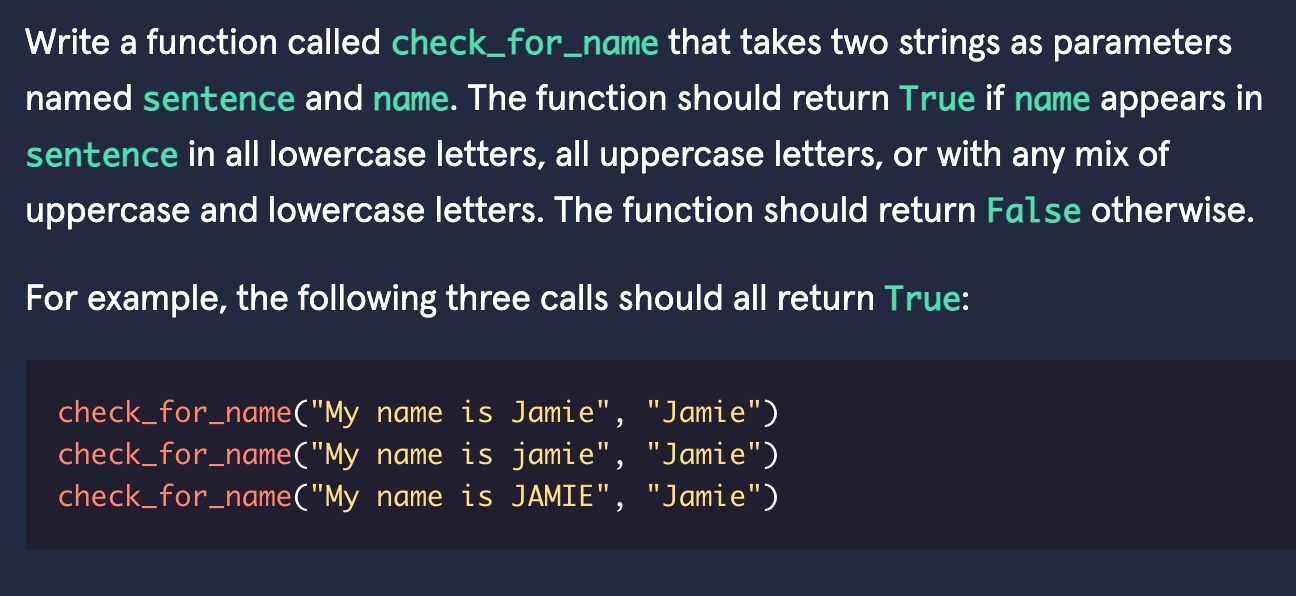 Write a function called check_for_name that takes two strings as parameters
named sentence and name. The function should return True if name appears in
sentence in all lowercase letters, all uppercase letters, or with any mix of
uppercase and lowercase letters. The function should return False otherwise.
For example, the following three calls should all return True:
check_for_name("My name is Jamie", "Jamie")
check_for_name("My name is jamie", "Jamie")
check_for_name("My name is JAMIE", "Jamie")